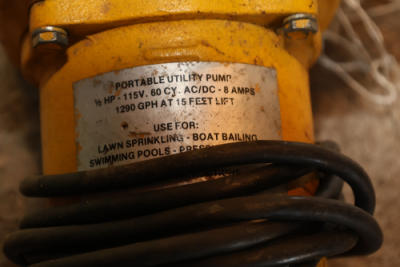 PORTABLE UTILITY PUMP
½ HP - 115V. 60 CY. AC/DC - 8 AMPS
1290 GPH AT 15 FEET LIFT
USE FOR:
LAWN SPRINKLING - BOAT BAILING
SWIMMING POOLS -